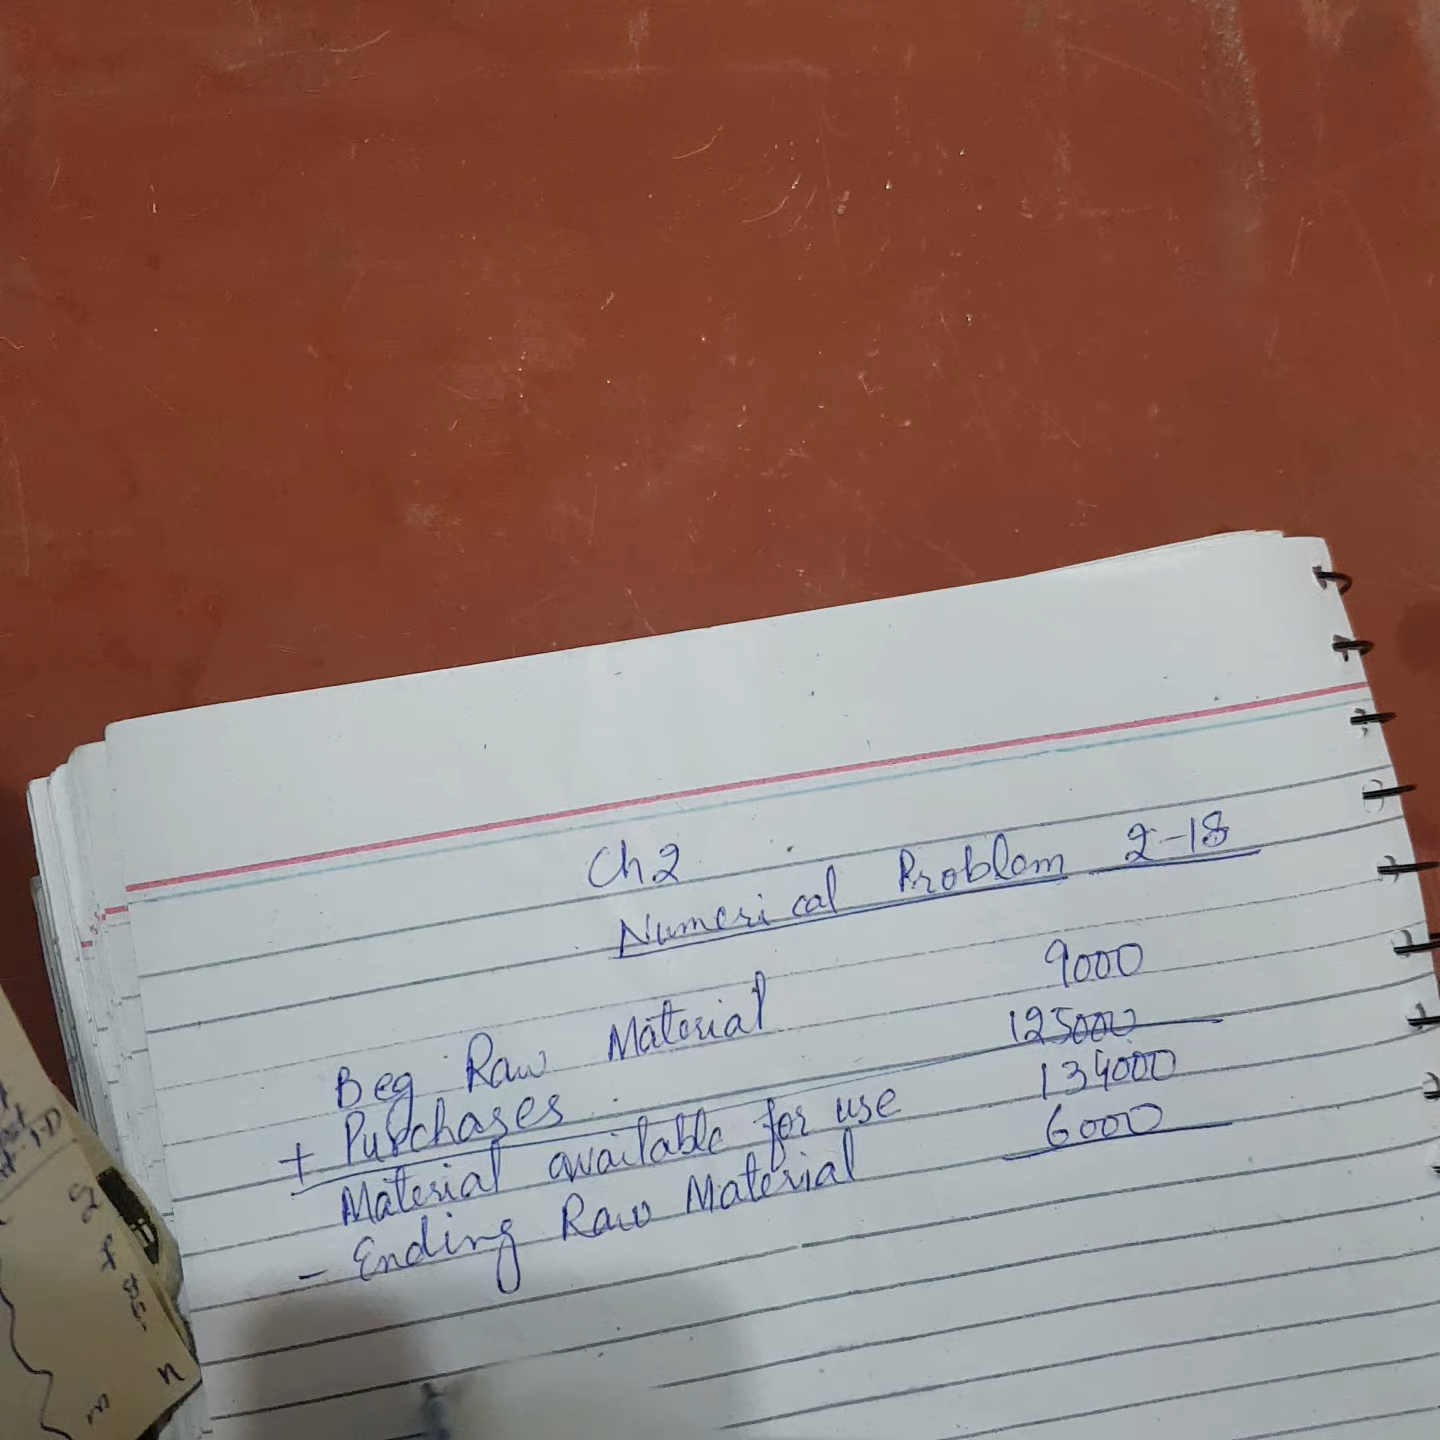 Ch2
Numerical Problem 2-18
Beg Raw Material 9000
+ Purchases 125000
Material available for use 134000
- Ending Raw Material 6000